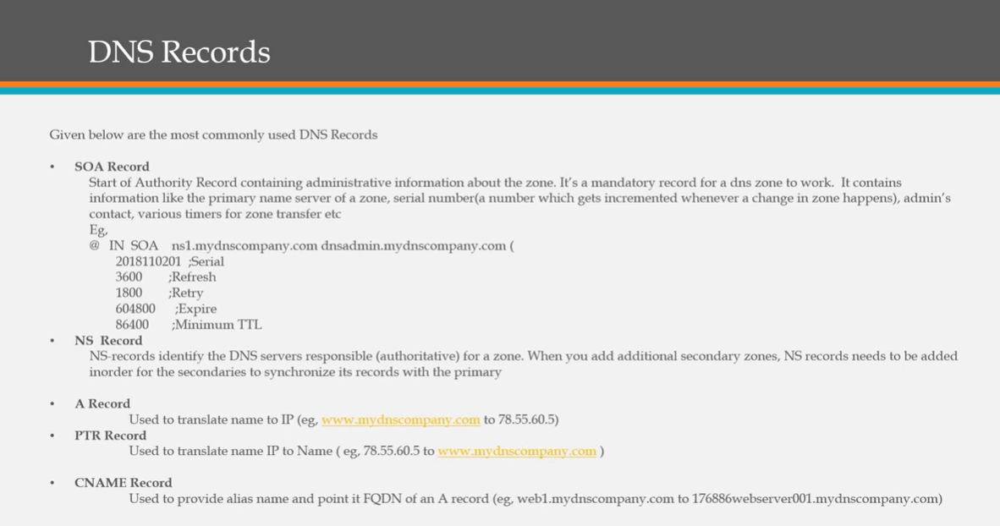 DNS Records
Given below are the most commonly used DNS Records
• SOA Record
Start of Authority Record containing administrative information about the zone. It's a mandatory record for a dns zone to work. It contains
information like the primary name server of a zone, serial number(a number which gets incremented whenever a change in zone happens), admin's
contact, various timers for zone transfer etc
Eg,
@ IN SOA ns1.mydnscompany.com dnsadmin.mydnscompany.com (
2018110201 ;Serial
3600 ;Refresh
1800 ;Retry
604800 ;Expire
86400 ;Minimum TTL
• NS Record
NS-records identify the DNS servers responsible (authoritative) for a zone. When you add additional secondary zones, NS records needs to be added
inorder for the secondaries to synchronize its records with the primary
• A Record
Used to translate name to IP (eg, www.mydnscompany.com to 78.55.60.5)
• PTR Record
Used to translate name IP to Name ( eg, 78.55.60.5 to www.mydnscompany.com )
• CNAME Record
Used to provide alias name and point it FQDN of an A record (eg, web1.mydnscompany.com to 176886webserver001.mydnscompany.com)